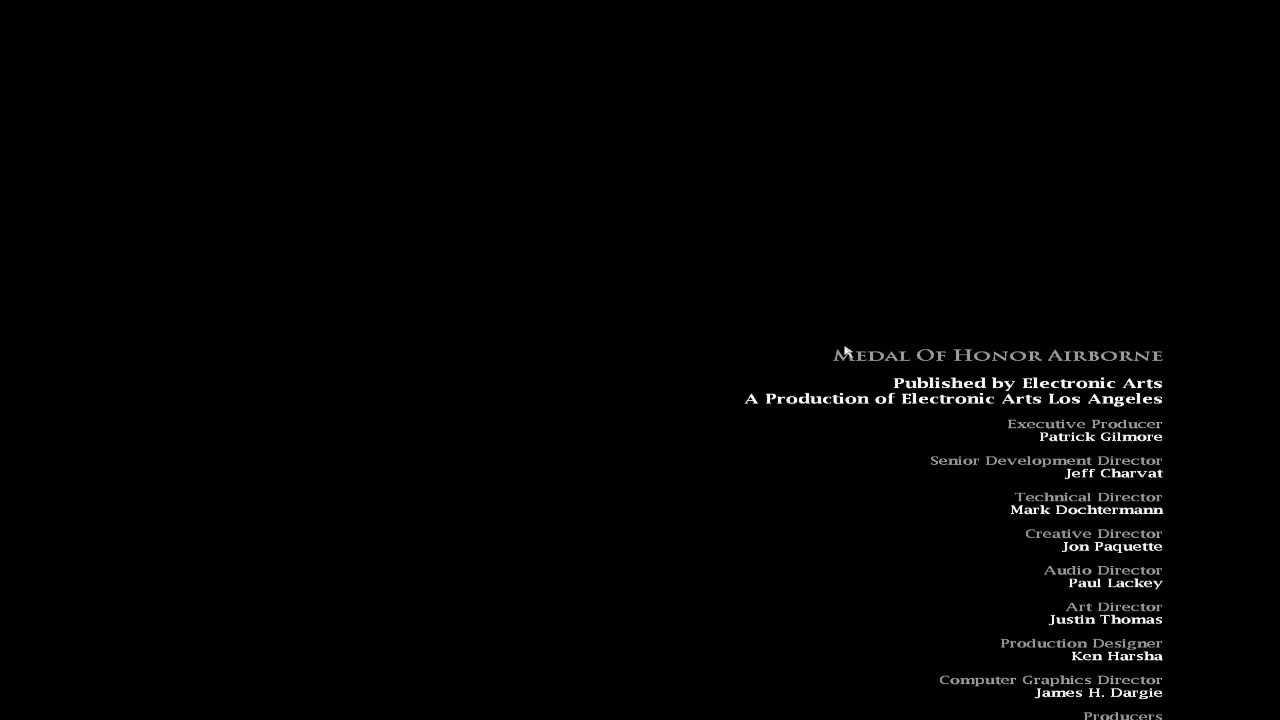 Medal Of Honor Airborne
Published by Electronic Arts
A Production of Electronic Arts Los Angeles
Executive Producer
Patrick Gilmore
Senior Development Director
Jeff Charvat
Technical Director
Mark Dochtermann
Creative Director
Jon Paquette
Audio Director
Paul Lackey
Art Director
Justin Thomas
Production Designer
Ken Harsha
Computer Graphics Director
James H. Dargie
Producers